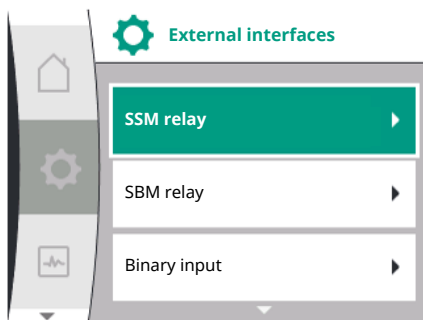 External interfaces
SSM relay
SBM relay
Binary input